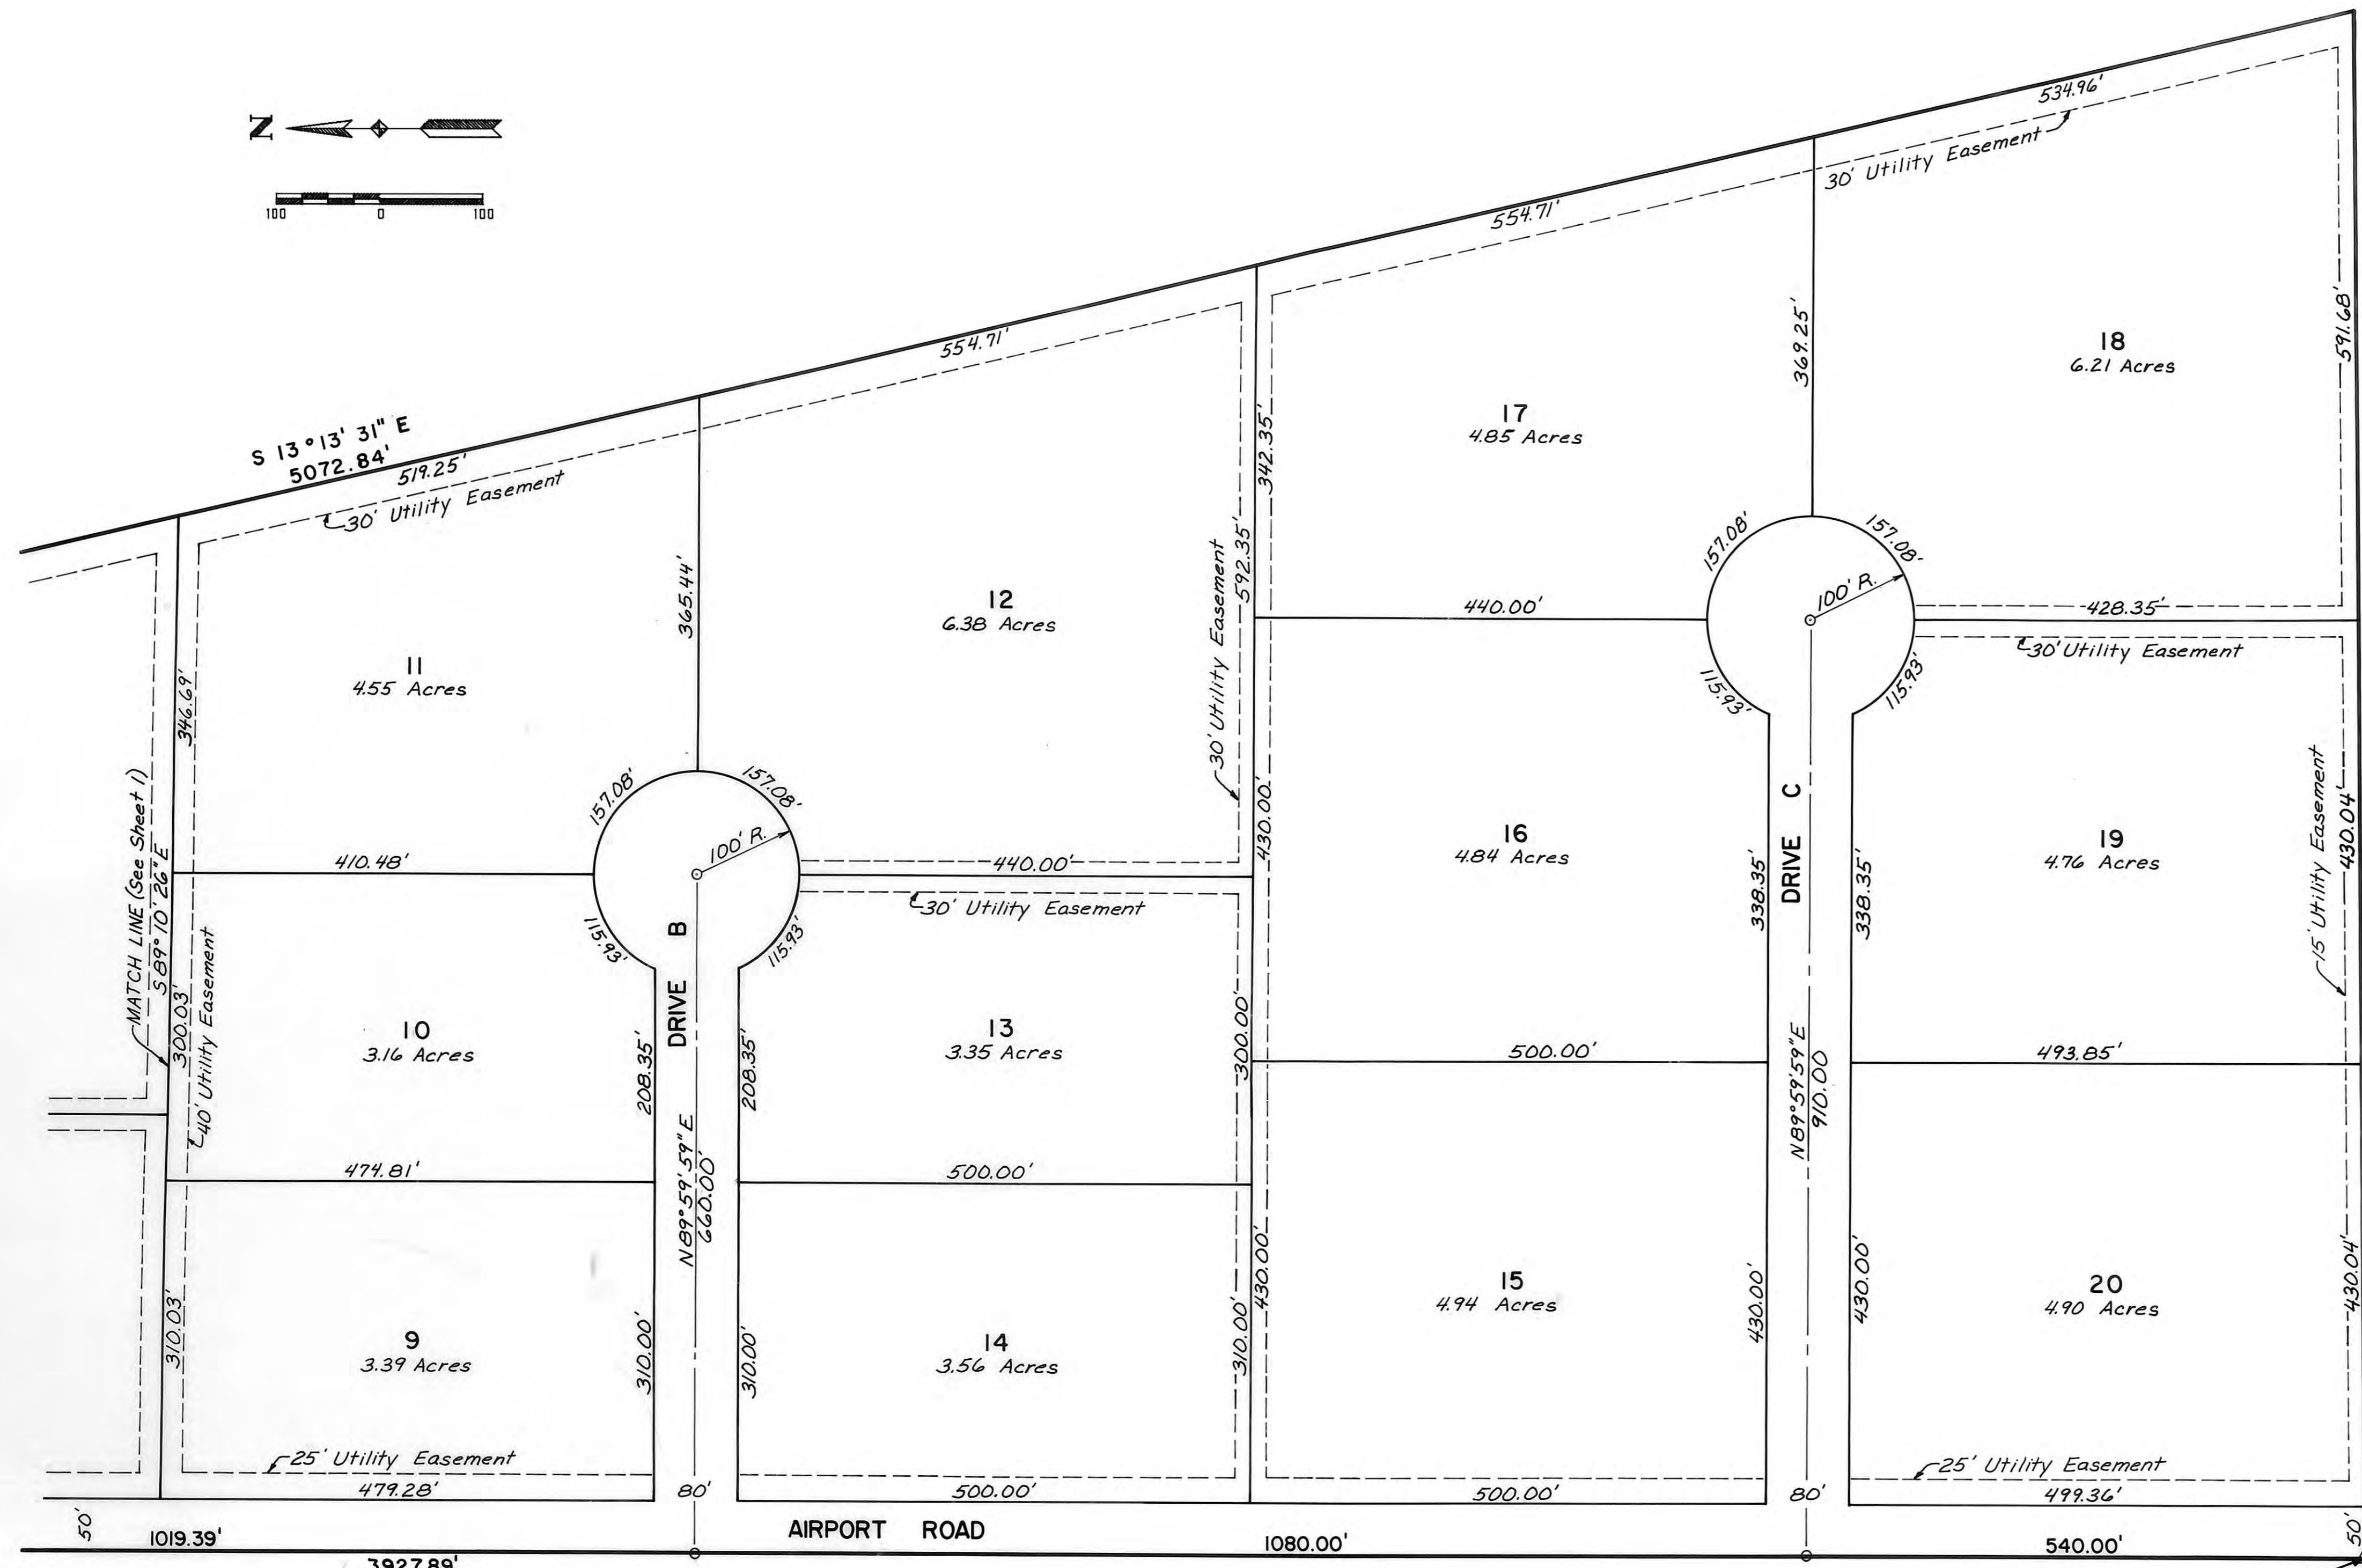 N
100 0 100
S 13°13' 31" E
5072.84'
519.25'
30' Utility Easement
554.71'
554.71'
534.96'
30' Utility Easement
MATCH LINE (See Sheet 1)
S 89° 10' 26" E
346.69'
11
4.55 Acres
365.44'
12
6.38 Acres
30' Utility Easement
592.35'
342.35'
17
4.85 Acres
369.25'
18
6.21 Acres
591.68'
157.08'
157.08'
100' R.
440.00'
428.35'
30' Utility Easement
115.93'
115.93'
157.08'
157.08'
100' R.
410.48'
440.00'
30' Utility Easement
115.93'
115.93'
300.03'
40' Utility Easement
10
3.16 Acres
208.35'
DRIVE B
208.35'
13
3.35 Acres
300.00'
430.00'
16
4.84 Acres
338.35'
DRIVE C
338.35'
19
4.76 Acres
15' Utility Easement
430.04'
474.81'
500.00'
500.00'
493.85'
N89°59'59"E
660.00'
N89°59'59"E
910.00
310.03'
9
3.39 Acres
310.00'
310.00'
14
3.56 Acres
310.00'
430.00'
15
4.94 Acres
430.00'
430.00'
20
4.90 Acres
430.04'
25' Utility Easement
25' Utility Easement
479.28'
80'
500.00'
500.00'
80'
499.36'
50'
1019.39'
AIRPORT ROAD
1080.00'
540.00'
50'
3927.89'